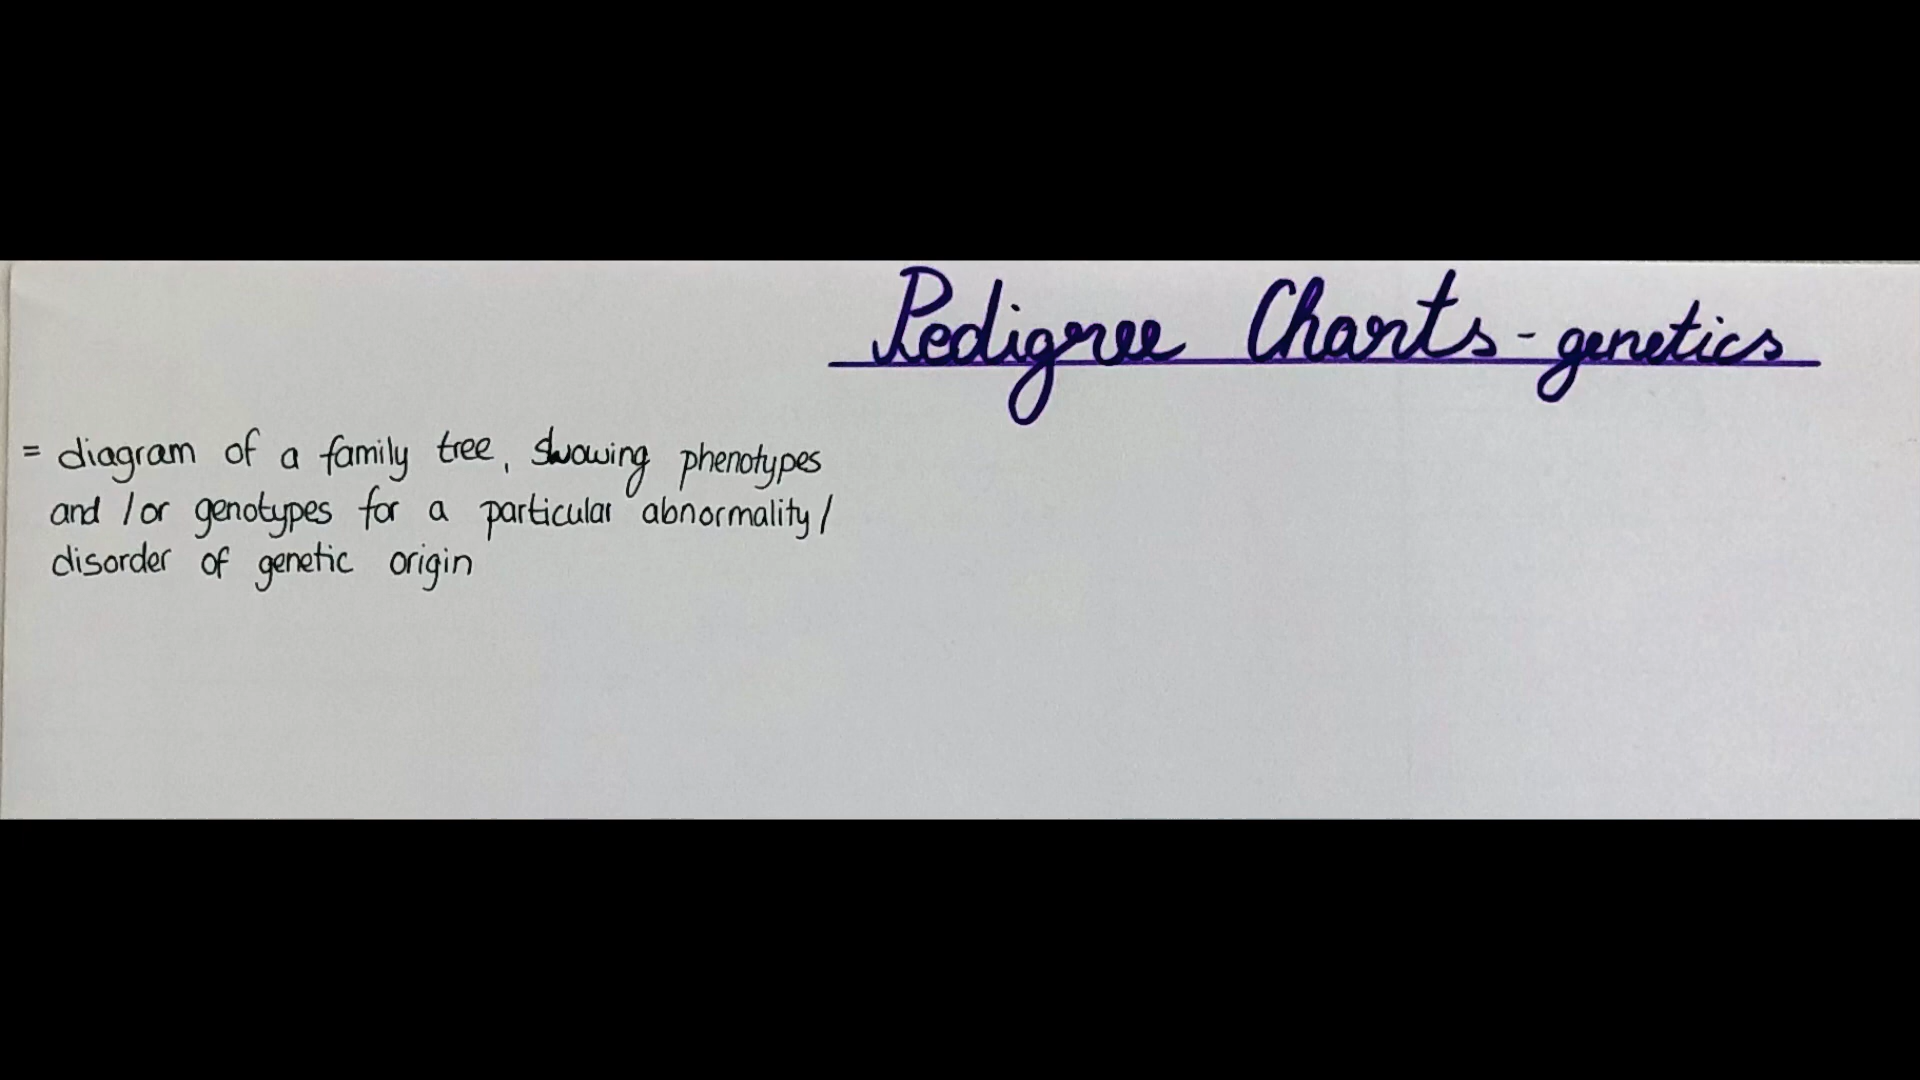 Pedigree Charts - genetics
= diagram of a family tree, showing phenotypes
and /or genotypes for a particular abnormality/
disorder of genetic origin